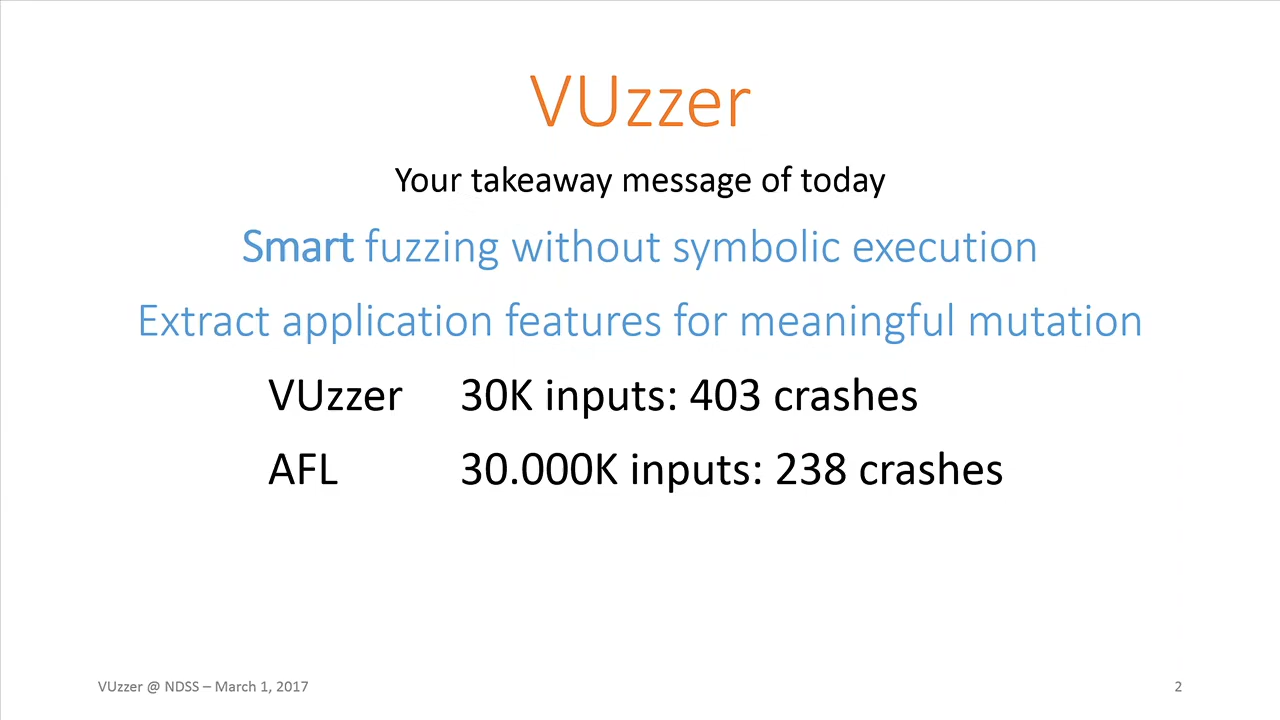 VUzzer
Your takeaway message of today
Smart fuzzing without symbolic execution
Extract application features for meaningful mutation
VUzzer 30K inputs: 403 crashes
AFL 30.000K inputs: 238 crashes
VUzzer @ NDSS – March 1, 2017 2